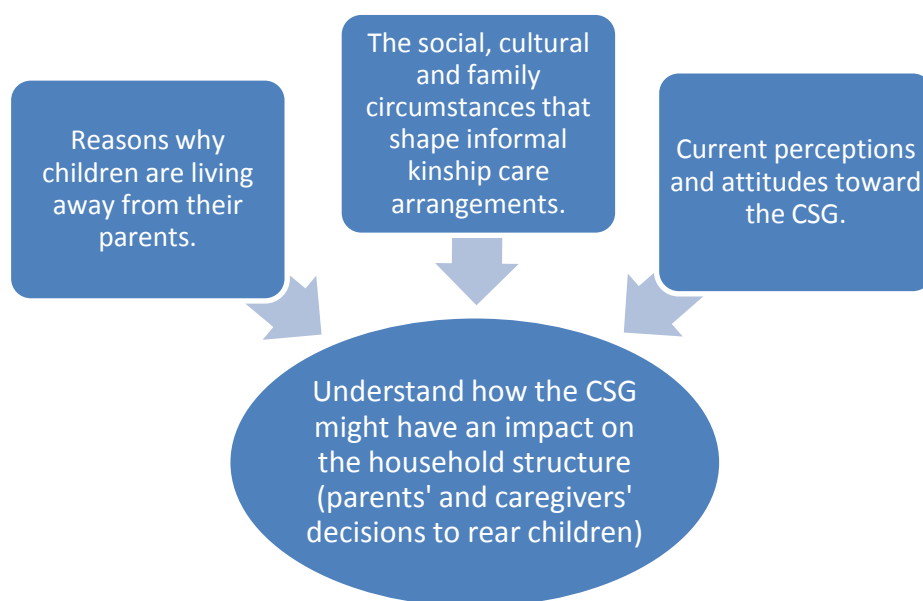 Reasons why
children are living
away from their
parents.
The social, cultural
and family
circumstances that
shape informal
kinship care
arrangements.
Current perceptions
and attitudes toward
the CSG.
Understand how the CSG
might have an impact on
the household structure
(parents' and caregivers'
decisions to rear children)